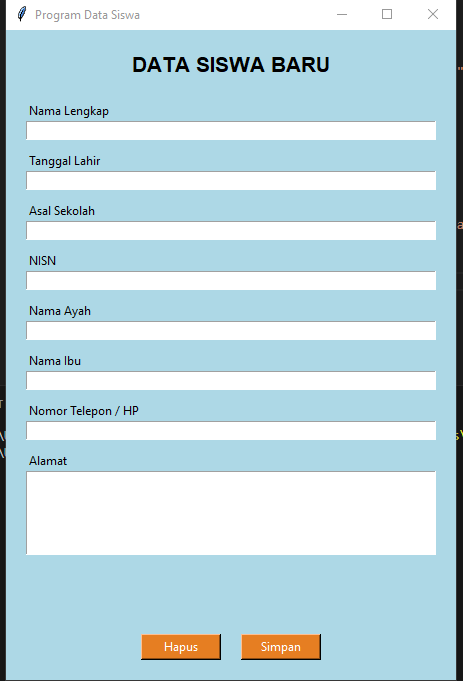 Program Data Siswa
DATA SISWA BARU
Nama Lengkap
Tanggal Lahir
Asal Sekolah
NISN
Nama Ayah
Nama Ibu
Nomor Telepon / HP
Alamat
Hapus Simpan